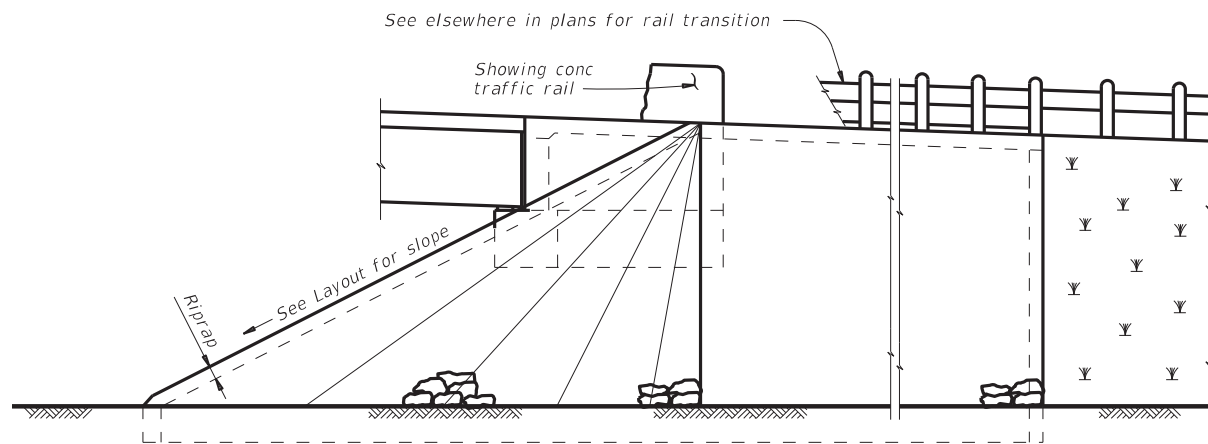 See elsewhere in plans for rail transition
Showing conc
traffic rail
See Layout for slope
Riprap